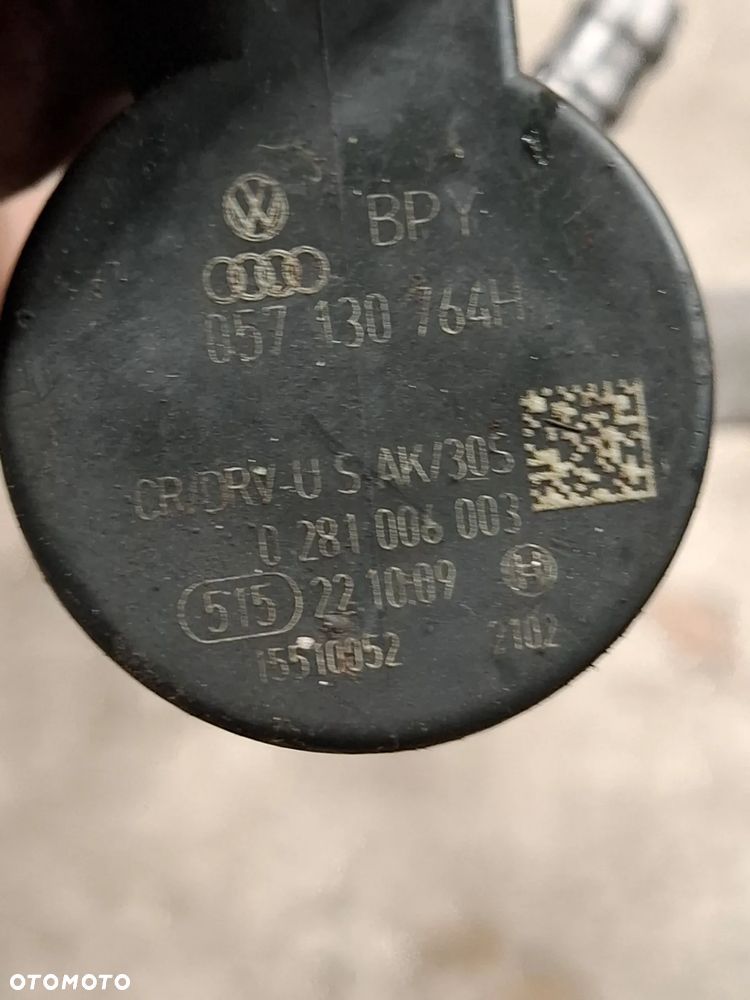 BPY
057 130 764H
CR/DRV-U S AK/30S
0 281 006 003
515 22 10:09
15510052 2102
OTOMOTO